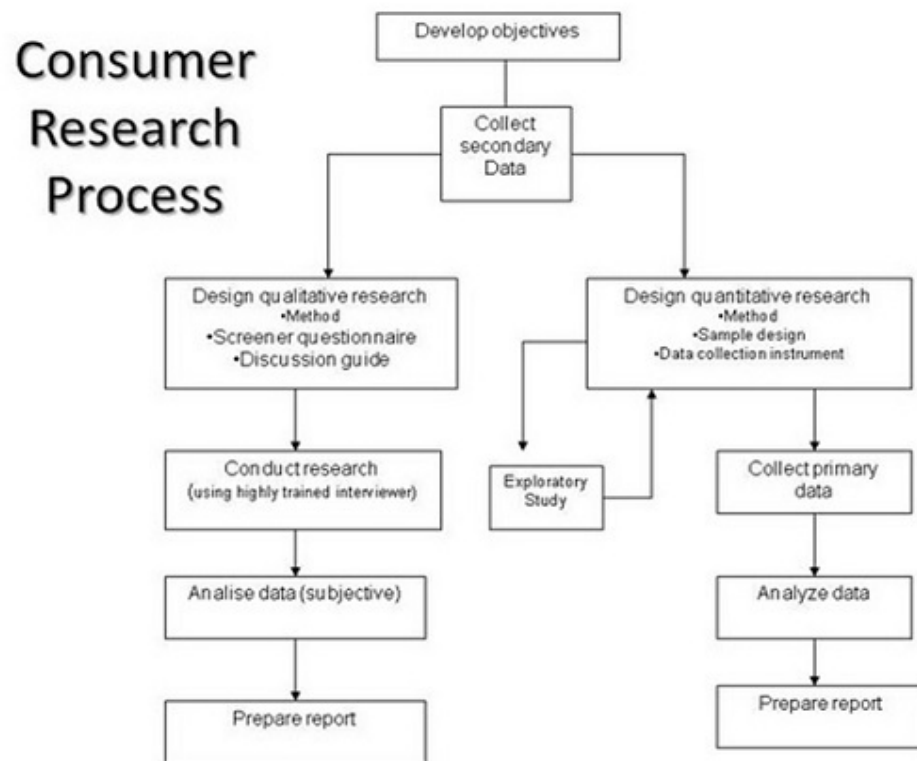 Consumer
Research
Process
Develop objectives
Collect
secondary
Data
Design qualitative research
•Method
•Screener questionnaire
•Discussion guide
Design quantitative research
•Method
•Sample design
•Data collection instrument
Conduct research
(using highly trained interviewer)
Exploratory
Study
Collect primary
data
Analise data (subjective)
Analyze data
Prepare report
Prepare report